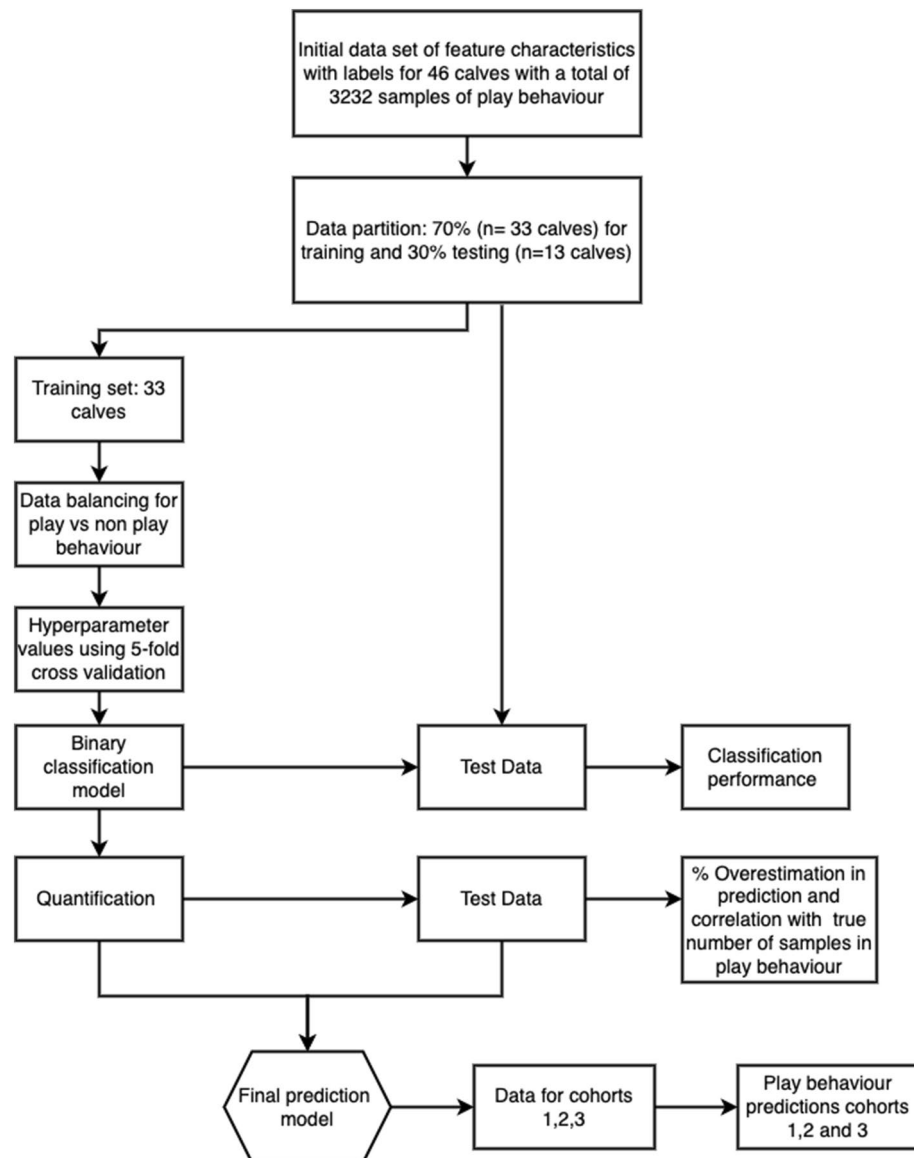 Initial data set of feature characteristics
with labels for 46 calves with a total of
3232 samples of play behaviour
Data partition: 70% (n= 33 calves) for
training and 30% testing (n=13 calves)
Training set: 33
calves
Data balancing for
play vs non play
behaviour
Hyperparameter
values using 5-fold
cross validation
Binary
classification
model
Test Data
Classification
performance
Quantification
Test Data
% Overestimation in
prediction and
correlation with true
number of samples in
play behaviour
Final prediction
model
Data for cohorts
1,2,3
Play behaviour
predictions cohorts
1,2 and 3